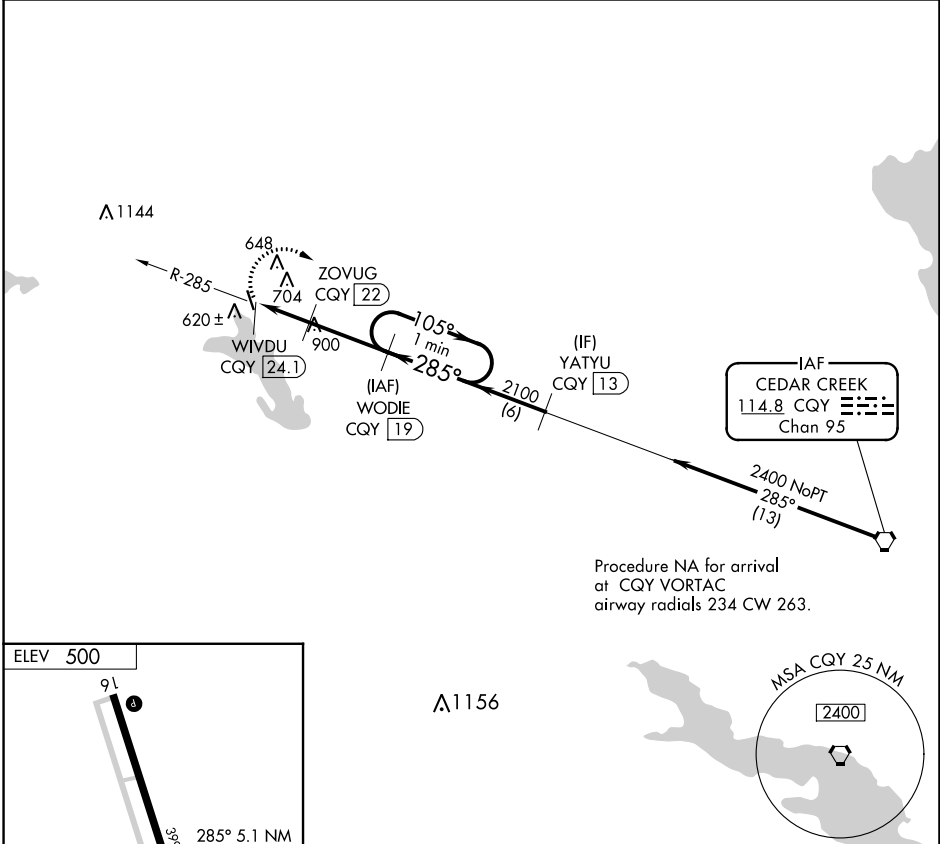 1144
R-285
648
704
620 ±
ZOVUG
CQY 22
900
WIVDU
CQY 24.1
105°
1 min
285°
(IAF)
WODIE
CQY 19
2100
(6)
(IF)
YATYU
CQY 13
IAF
CEDAR CREEK
114.8 CQY
Chan 95
2400 NoPT
285°
(13)
Procedure NA for arrival
at CQY VORTAC
airway radials 234 CW 263.
ELEV 500
16
P
285° 5.1 NM
1156
MSA CQY 25 NM
2400